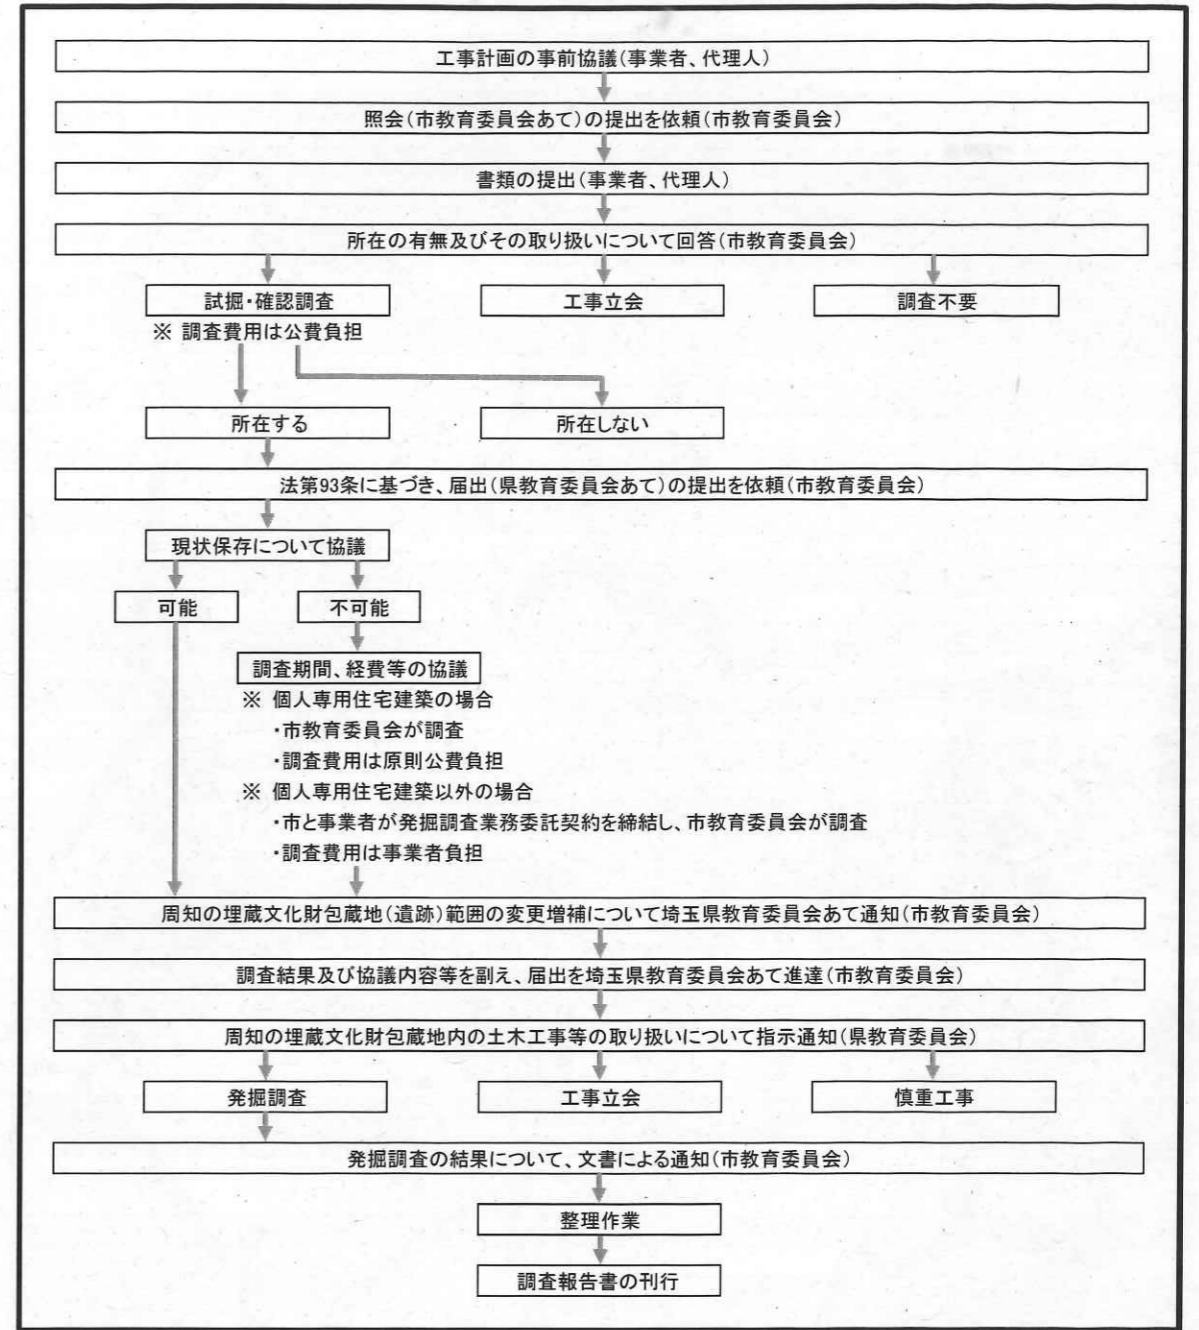 工事計画の事前協議(事業者、代理人)
照会(市教育委員会あて)の提出を依頼(市教育委員会)
書類の提出(事業者、代理人)
所在の有無及びその取り扱いについて回答(市教育委員会)
試掘・確認調査
工事立会
調査不要
※ 調査費用は公費負担
所在する
所在しない
法第93条に基づき、届出(県教育委員会あて)の提出を依頼(市教育委員会)
現状保存について協議
可能
不可能
調査期間、経費等の協議
※ 個人専用住宅建築の場合
・市教育委員会が調査
・調査費用は原則公費負担
※ 個人専用住宅建築以外の場合
・市と事業者が発掘調査業務委託契約を締結し、市教育委員会が調査
・調査費用は事業者負担
周知の埋蔵文化財包蔵地(遺跡)範囲の変更増補について埼玉県教育委員会あて通知(市教育委員会)
調査結果及び協議内容等を副え、届出を埼玉県教育委員会あて進達(市教育委員会)
周知の埋蔵文化財包蔵地内の土木工事等の取り扱いについて指示通知(県教育委員会)
発掘調査
工事立会
慎重工事
発掘調査の結果について、文書による通知(市教育委員会)
整理作業
調査報告書の刊行